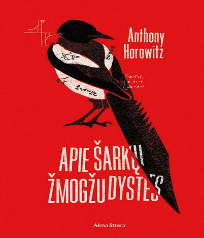 Anthony
Horowitz
APIE ŠARKŲ
ŽMOGŽUDYSTES
Alma littera